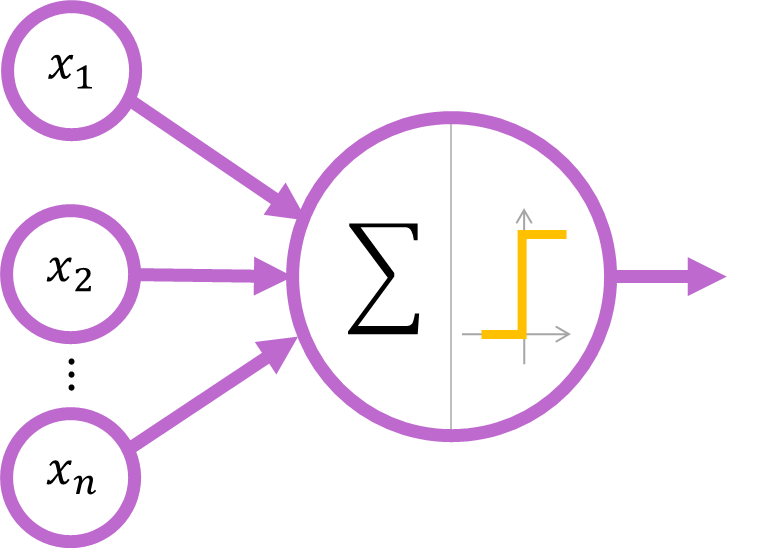 x₁
x₂
⋮
xₙ
∑